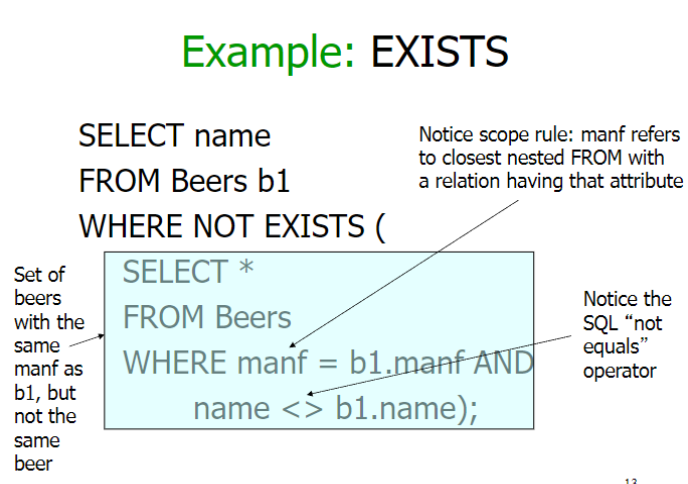 Example: EXISTS
SELECT name
FROM Beers b1
WHERE NOT EXISTS (
SELECT *
FROM Beers
WHERE manf = b1.manf AND
name <> b1.name);
Notice scope rule: manf refers
to closest nested FROM with
a relation having that attribute
Set of
beers
with the
same
manf as
b1, but
not the
same
beer
Notice the
SQL “not
equals”
operator
13